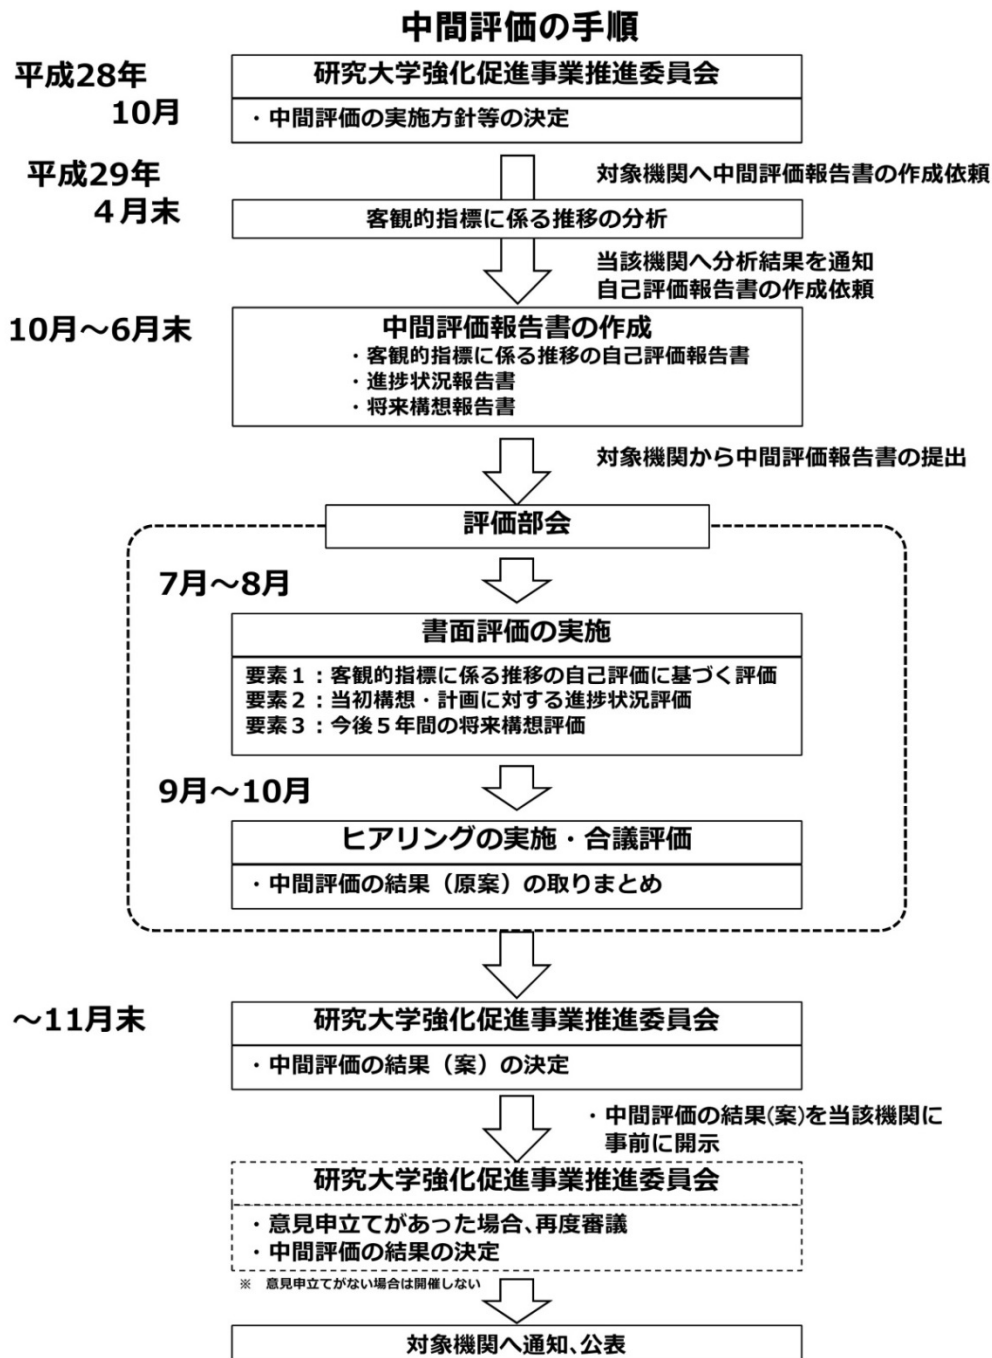 中間評価の手順
平成28年
10月
研究大学強化促進事業推進委員会
・中間評価の実施方針等の決定
対象機関へ中間評価報告書の作成依頼
平成29年
４月末
客観的指標に係る推移の分析
当該機関へ分析結果を通知
自己評価報告書の作成依頼
10月～6月末
中間評価報告書の作成
・客観的指標に係る推移の自己評価報告書
・進捗状況報告書
・将来構想報告書
対象機関から中間評価報告書の提出
評価部会
7月～8月
書面評価の実施
要素１：客観的指標に係る推移の自己評価に基づく評価
要素２：当初構想・計画に対する進捗状況評価
要素３：今後５年間の将来構想評価
9月～10月
ヒアリングの実施・合議評価
・中間評価の結果（原案）の取りまとめ
～11月末
研究大学強化促進事業推進委員会
・中間評価の結果（案）の決定
・中間評価の結果(案)を当該機関に
事前に開示
研究大学強化促進事業推進委員会
・意見申立てがあった場合、再度審議
・中間評価の結果の決定
※　意見申立てがない場合は開催しない
対象機関へ通知、公表